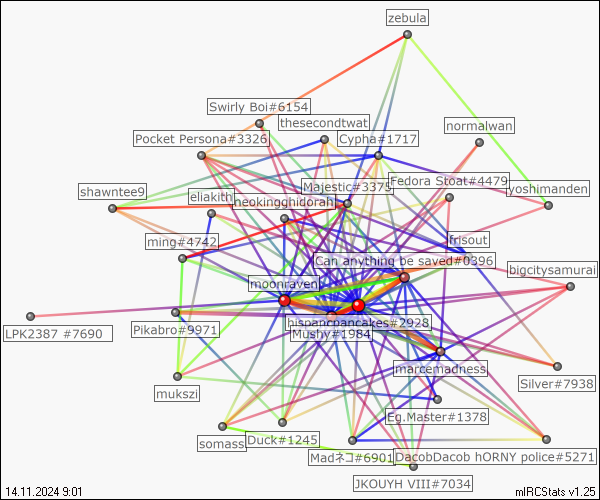 zebula
Swirly Boi#6154
thesecondtwat
normalwan
Pocket Persona#3326
Cypha#1717
Fedora Stoat#4479
Majestic#3375
shawntee9
eliakith
heokingghidorah
yoshimanden
ming#4742
frisout
Can anything be saved#0396
moonraven
bigcitysamurai
LPK2387 #7690
Pikabro#9971
hispanicpancakes#2928
Mushy#1984
marcemadness
Silver#7938
mukszi
Eg.Master#1378
somass
Duck#1245
Madネコ#6901
DacobDacob hORNY police#5271
JKOUYH VIII#7034
14.11.2024 9:01
mIRCStats v1.25